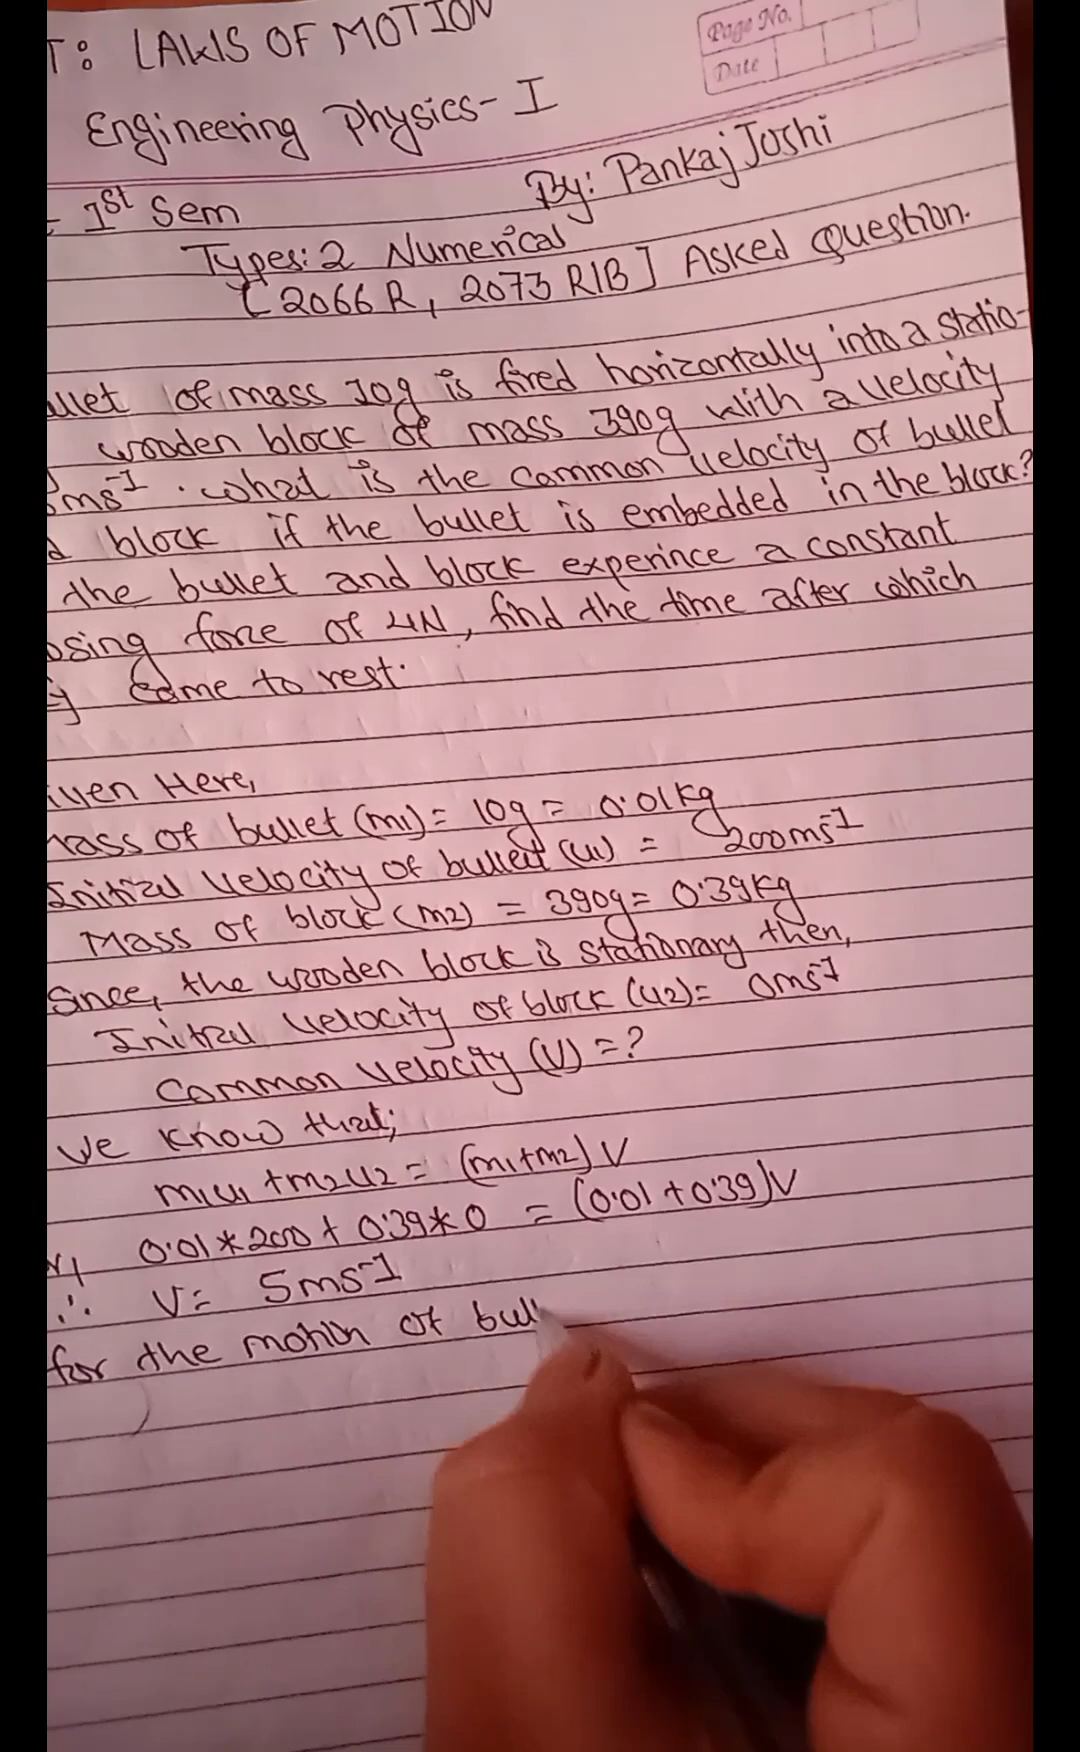 T: LAWS OF MOTION
Page No.
Date
Engineering Physics - I
- 1st Sem
By: Pankaj Joshi
Types: 2 Numerical
[2066 R, 2073 R/B] Asked Question.
ullet of mass 10g is fired horizontally into a statio-
wooden block of mass 390g with a velocity
ms-1. what is the common velocity of bullet
d block if the bullet is embedded in the block?
the bullet and block experince a constant
osing force of 4N, find the time after which
y come to rest.
iven Here,
mass of bullet (m1) = 10g = 0.01kg
Initial velocity of bullet (u1) = 200ms-1
Mass of block (m2) = 390g = 0.39kg
Since, the wooden block is stationary then,
Initial velocity of block (u2) = 0ms-1
Common velocity (V) = ?
we know that;
m1u1 + m2u2 = (m1+m2) V
0.01*200 + 0.39*0 = (0.01 + 0.39)V
∴ V = 5ms-1
for the motion of bull